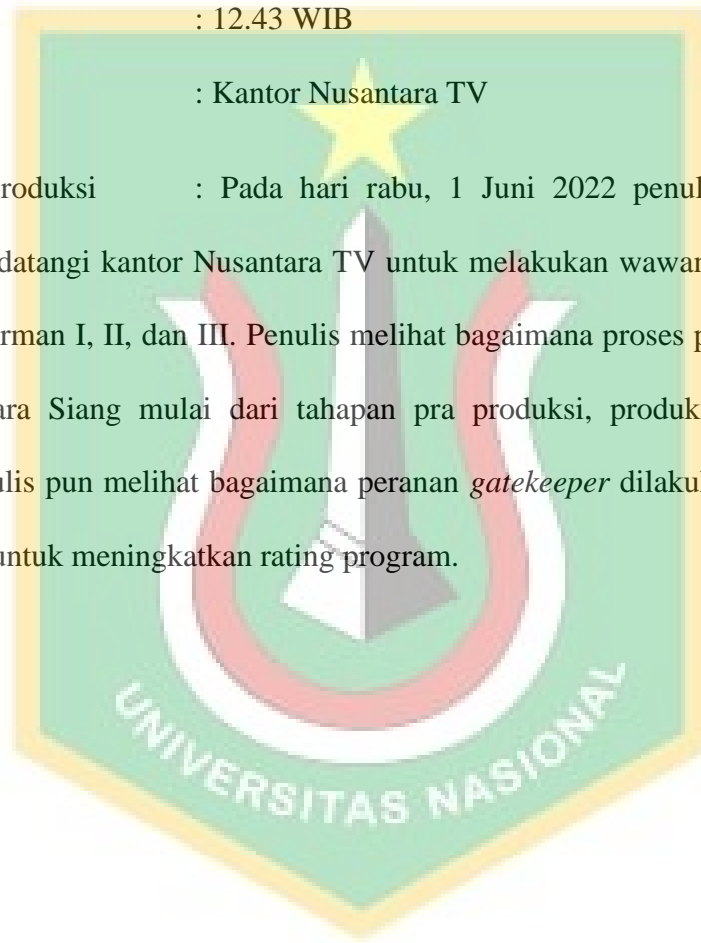 : 12.43 WIB
: Kantor Nusantara TV
roduksi : Pada hari rabu, 1 Juni 2022 penul
datangi kantor Nusantara TV untuk melakukan wawan
rman I, II, dan III. Penulis melihat bagaimana proses p
ara Siang mulai dari tahapan pra produksi, produk
ulis pun melihat bagaimana peranan gatekeeper dilaku
untuk meningkatkan rating program.
UNIVERSITAS NASIONAL